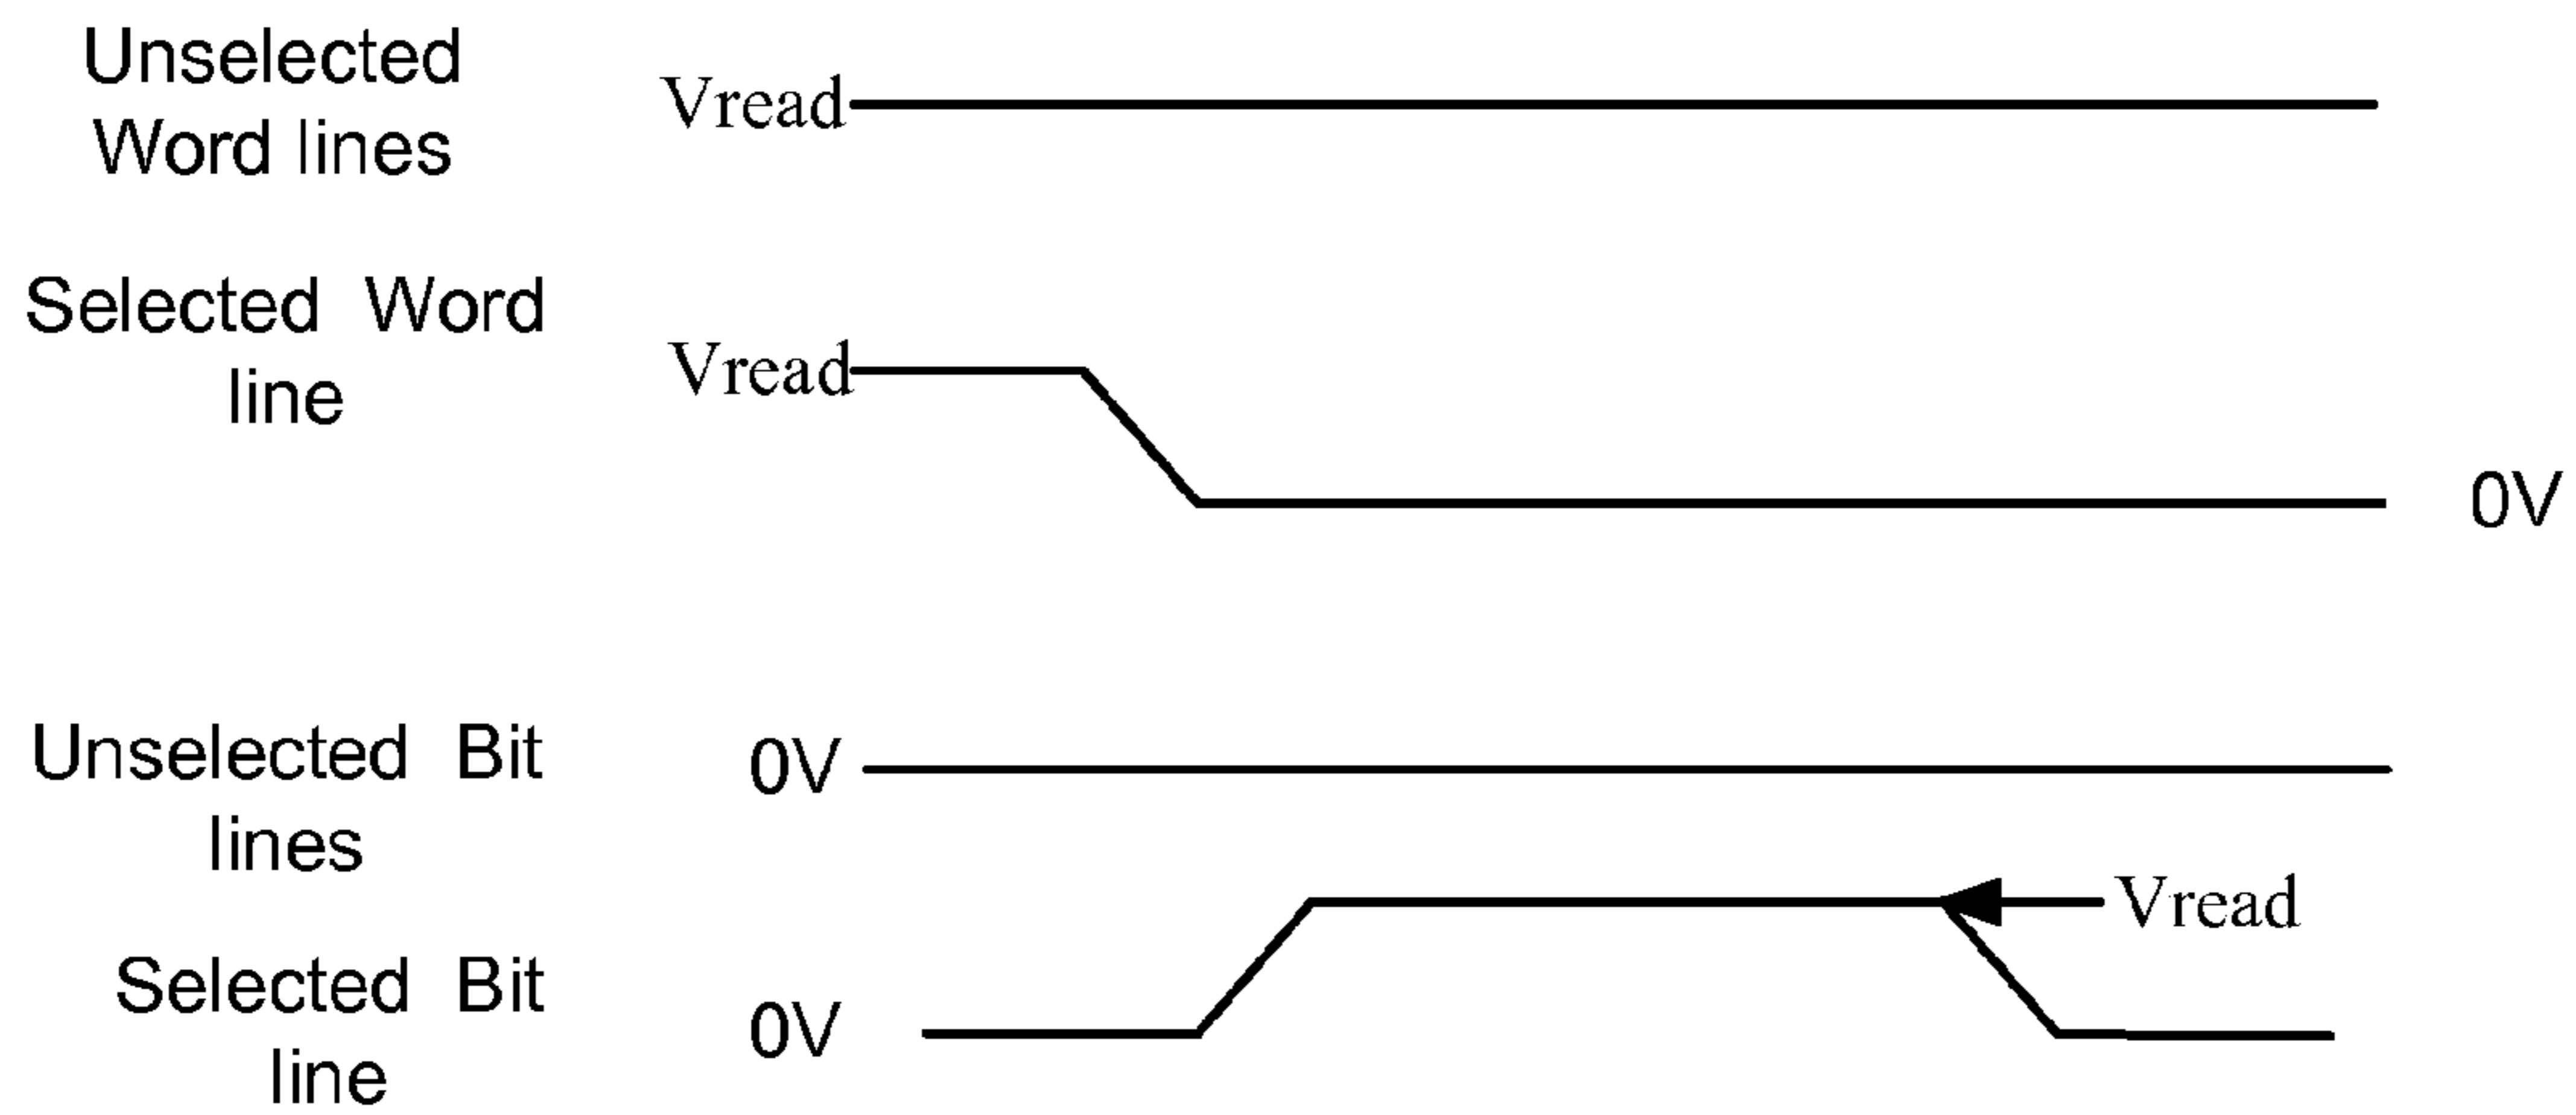 Unselected
Word lines
Vread
Selected Word
line
Vread
0V
Unselected Bit
lines
0V
Vread
Selected Bit
line
0V